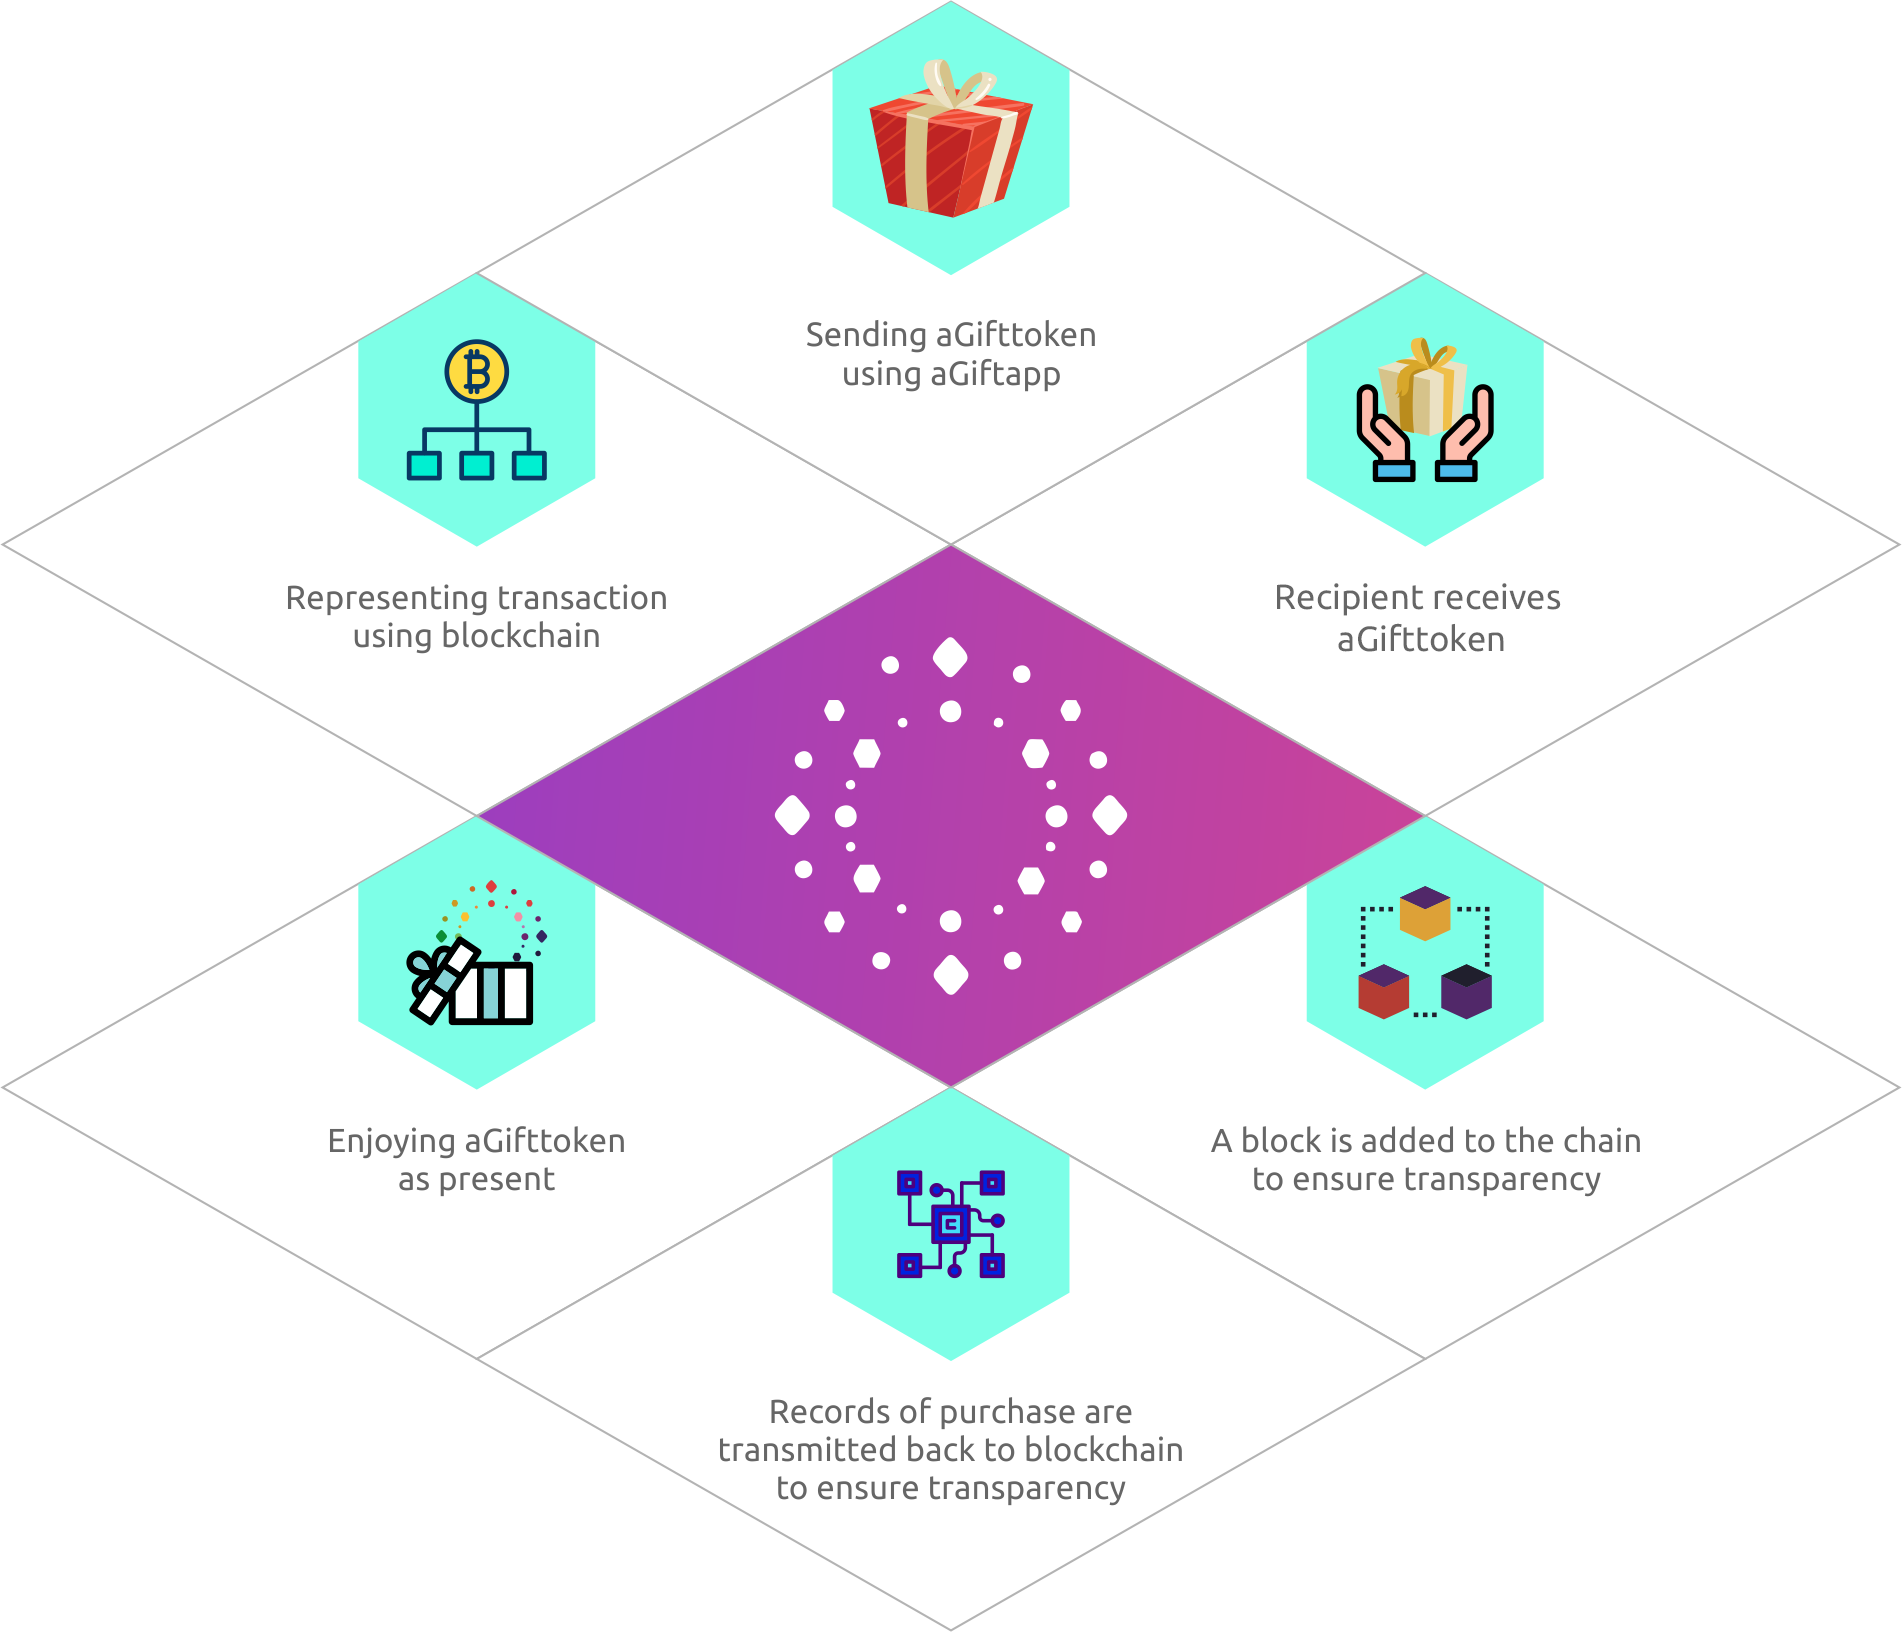 Sending aGifttoken
using aGiftapp
Representing transaction
using blockchain
Recipient receives
aGifttoken
Enjoying aGifttoken
as present
A block is added to the chain
to ensure transparency
Records of purchase are
transmitted back to blockchain
to ensure transparency